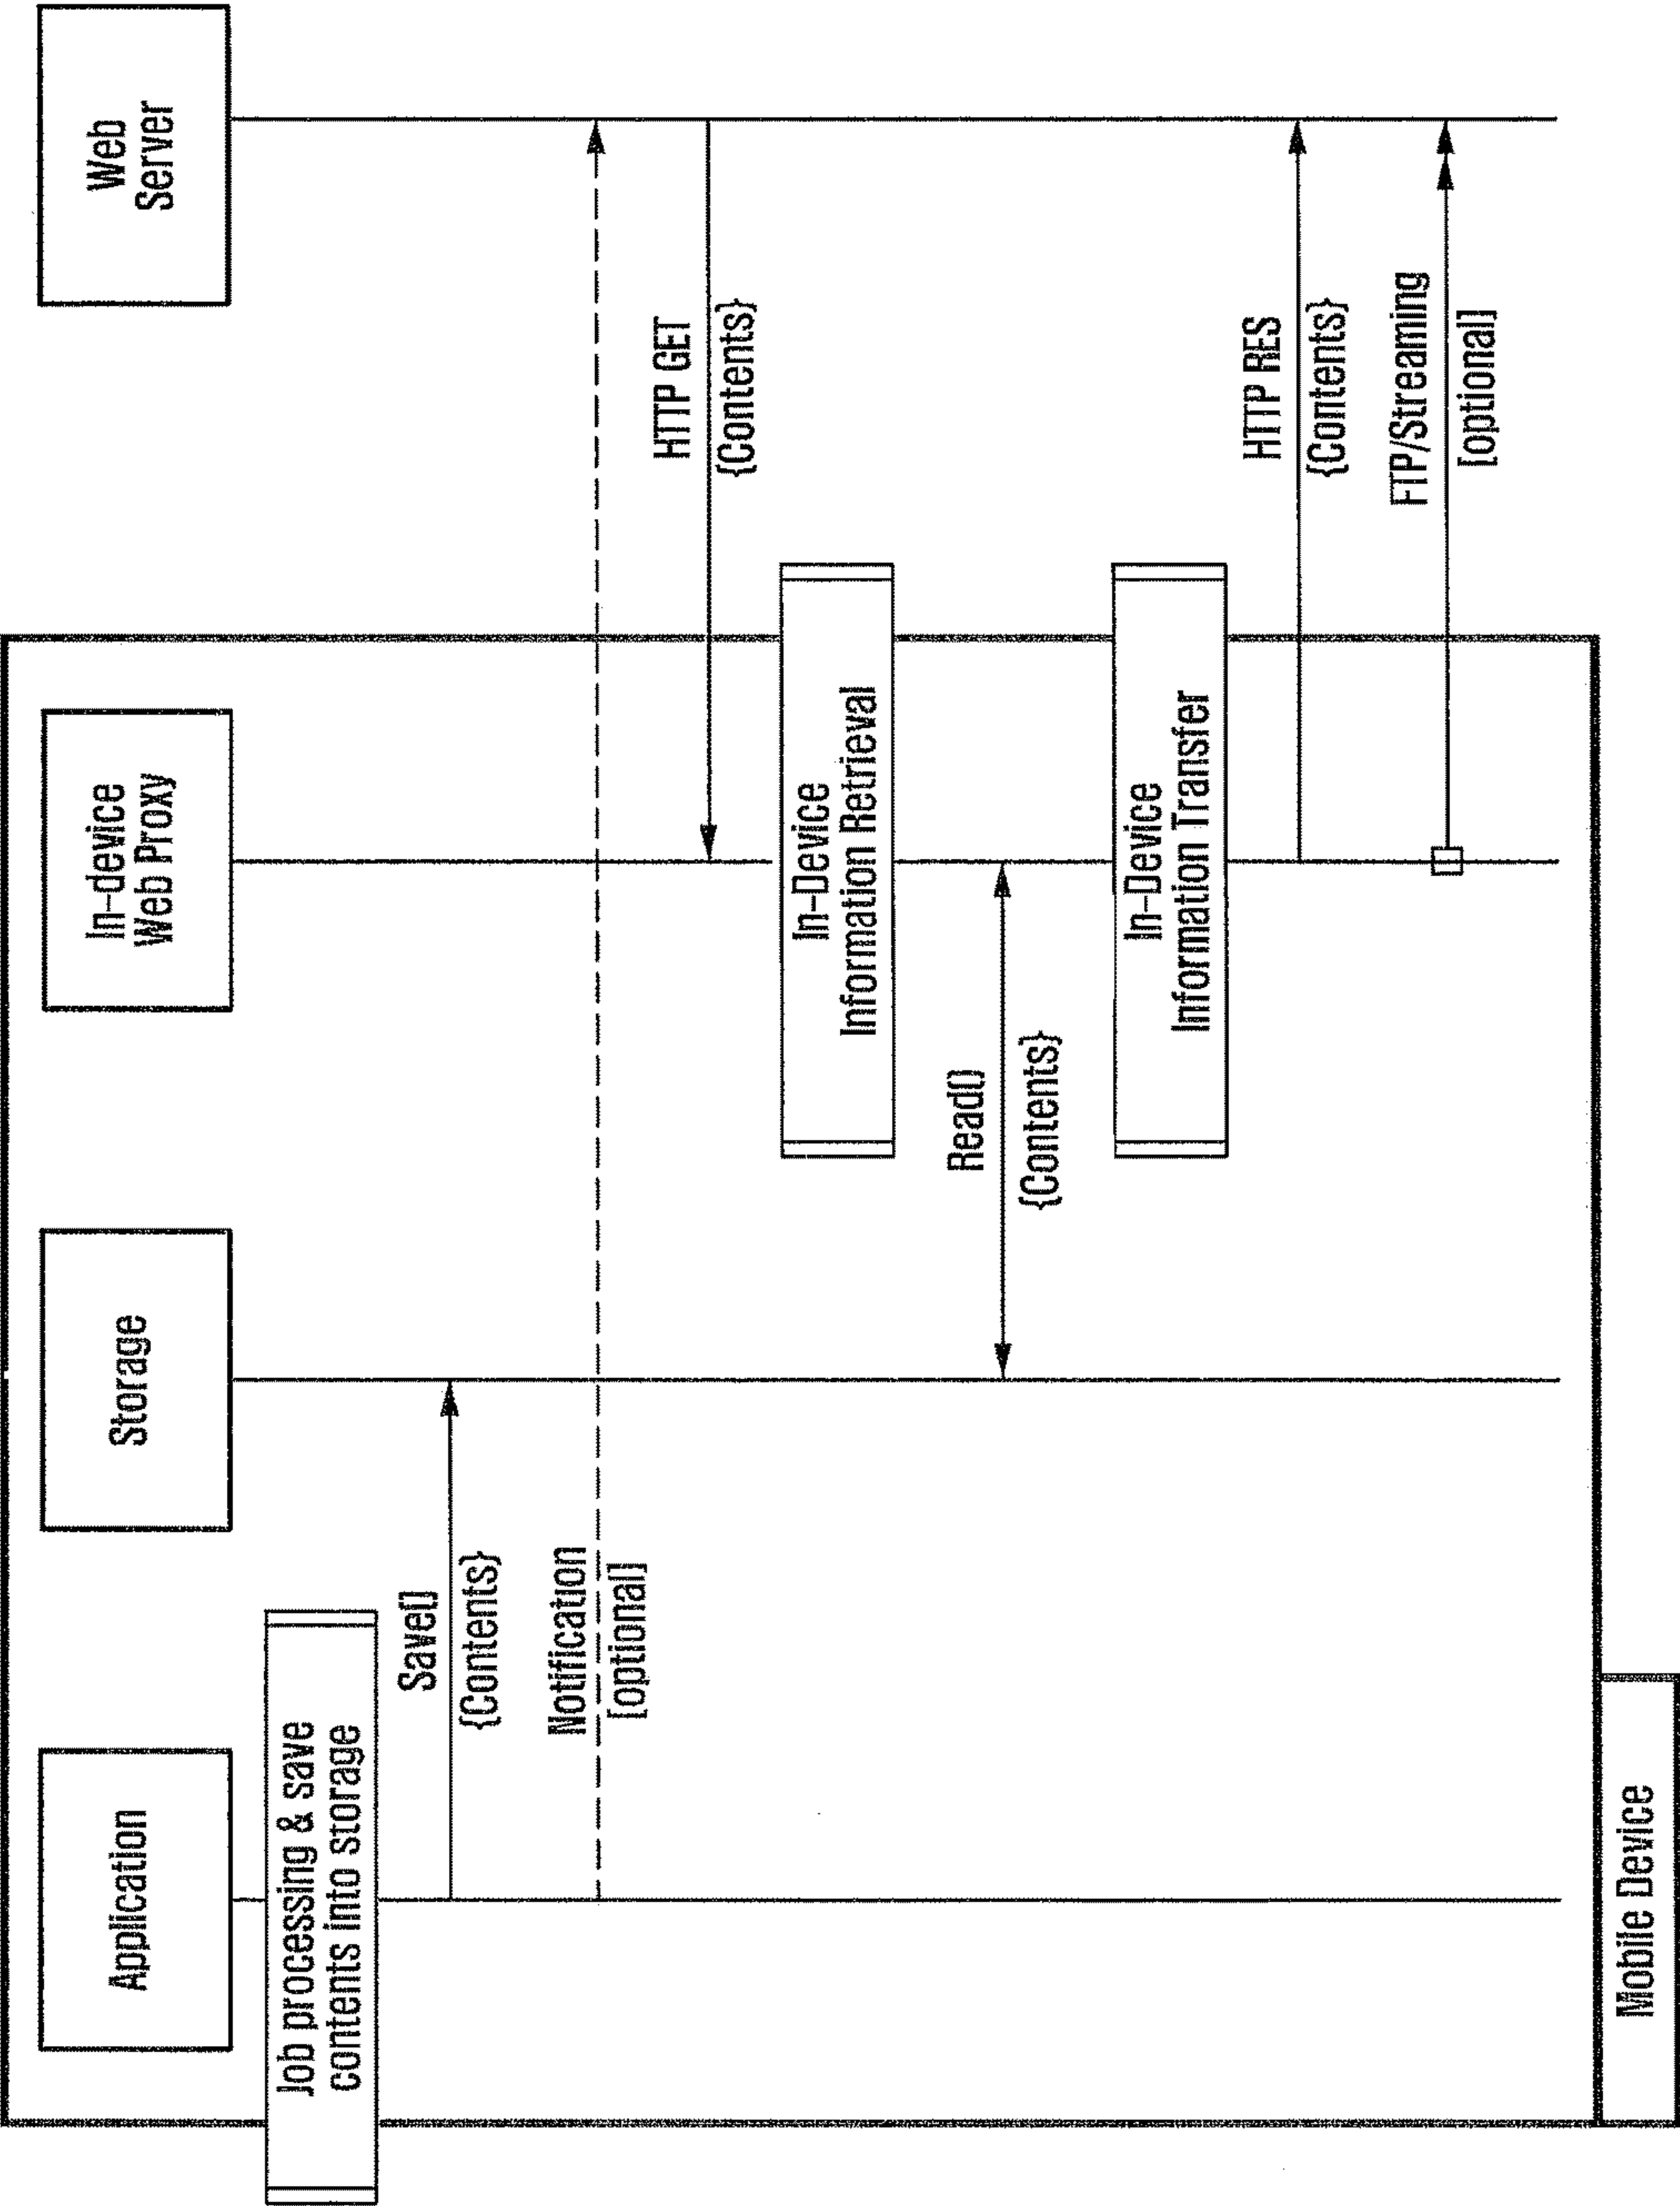 Application
Storage
In-device
Web Proxy
Web
Server
Job processing & save
contents into storage
Save()
{Contents}
Notification
[optional]
HTTP GET
{Contents}
In-Device
Information Retrieval
Read()
{Contents}
In-Device
Information Transfer
HTTP RES
{Contents}
FTP/Streaming
[optional]
Mobile Device